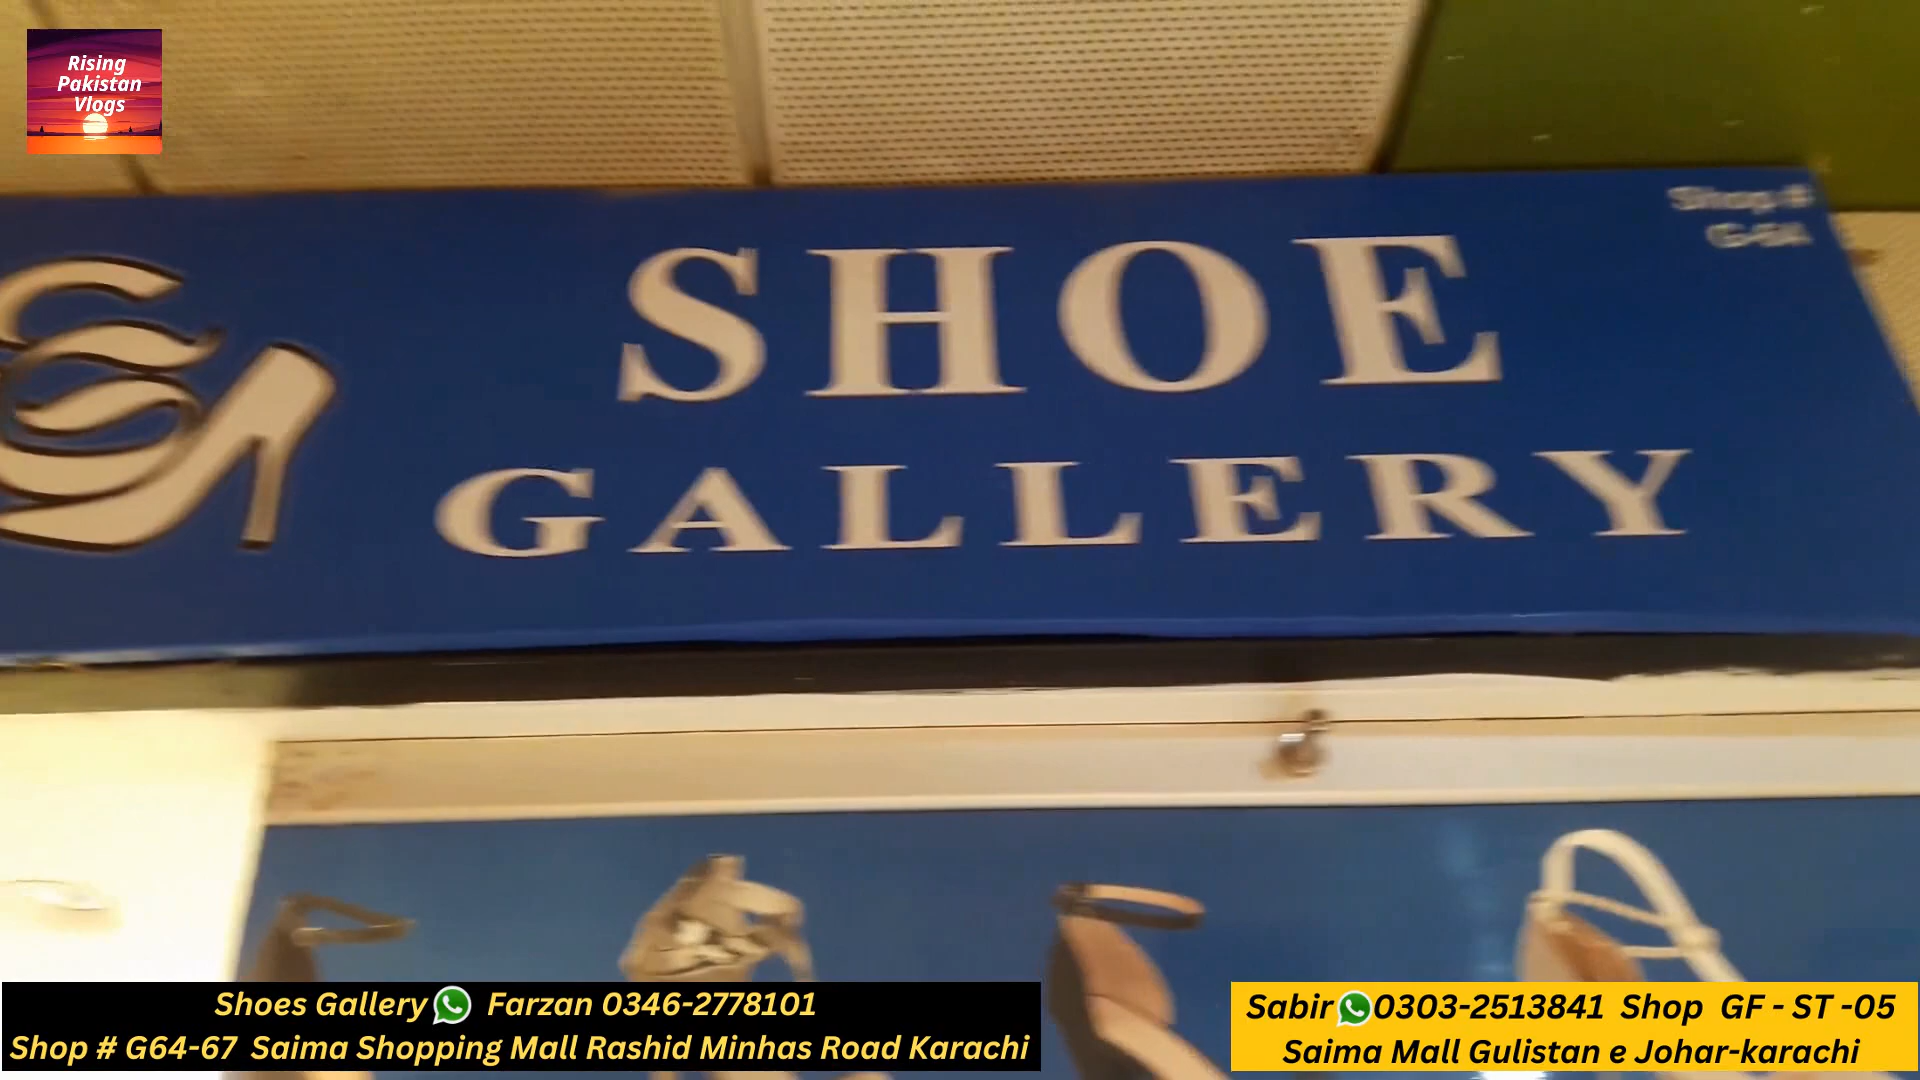 Rising
Pakistan
Vlogs
Shop #
SHOE
GALLERY
Shoes Gallery Farzan 0346-2778101
Shop # G64-67 Saima Shopping Mall Rashid Minhas Road Karachi
Sabir 0303-2513841 Shop GF - ST -05
Saima Mall Gulistan e Johar-karachi